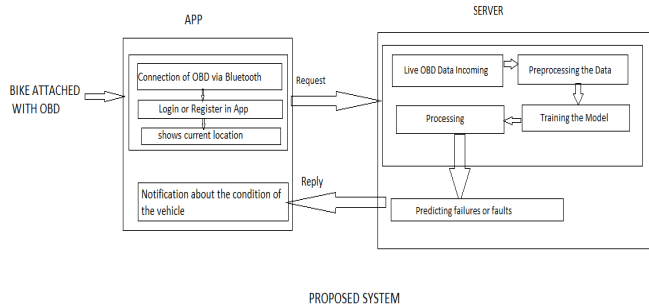 APP
SERVER
BIKE ATTACHED
WITH OBD
Connection of OBD via Bluetooth
Login or Register in App
shows current location
Request
Live OBD Data Incoming
Preprocessing the Data
Processing
Training the Model
Notification about the condition of
the vehicle
Reply
Predicting failures or faults
PROPOSED SYSTEM